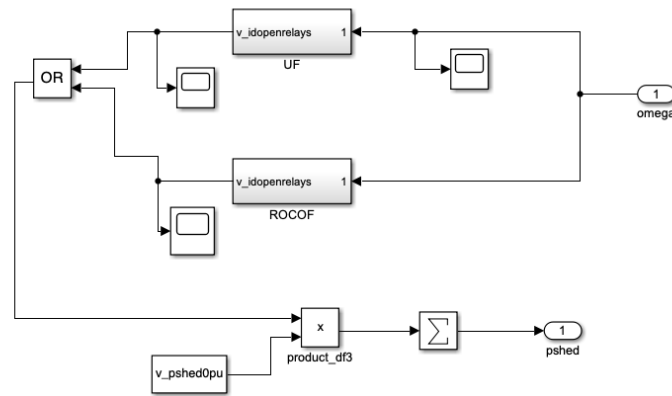 v_idopenrelays 1
UF
OR
1
omega
v_idopenrelays 1
ROCOF
x
product_df3
∑
1
pshed
v_pshed0pu